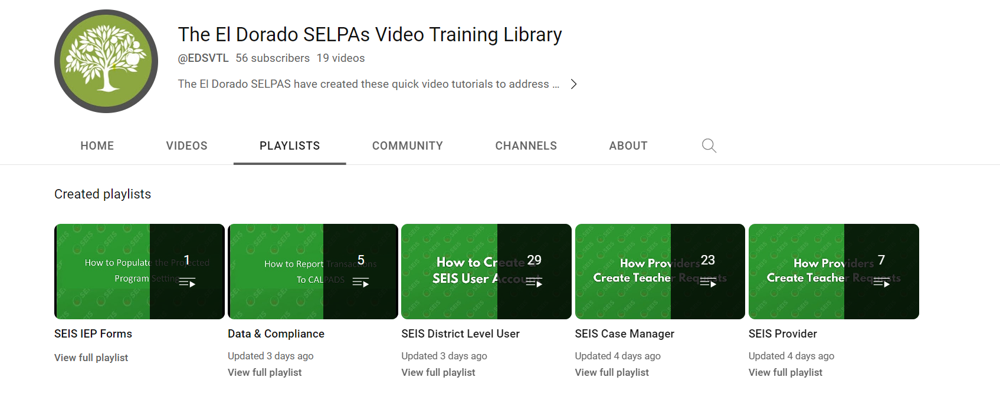 The El Dorado SELPAs Video Training Library
@EDSVTL 56 subscribers 19 videos
The El Dorado SELPAS have created these quick video tutorials to address ...
HOME VIDEOS PLAYLISTS COMMUNITY CHANNELS ABOUT
Created playlists
How to Populate the Projected
Program Setting
1
How to Report Transactions
To CALPADS
5
How to Create a
SEIS User Account
29
How Providers
Create Teacher Requests
23
How Providers
Create Teacher Requests
7
SEIS IEP Forms
View full playlist
Data & Compliance
Updated 3 days ago
View full playlist
SEIS District Level User
Updated 3 days ago
View full playlist
SEIS Case Manager
Updated 4 days ago
View full playlist
SEIS Provider
Updated 4 days ago
View full playlist